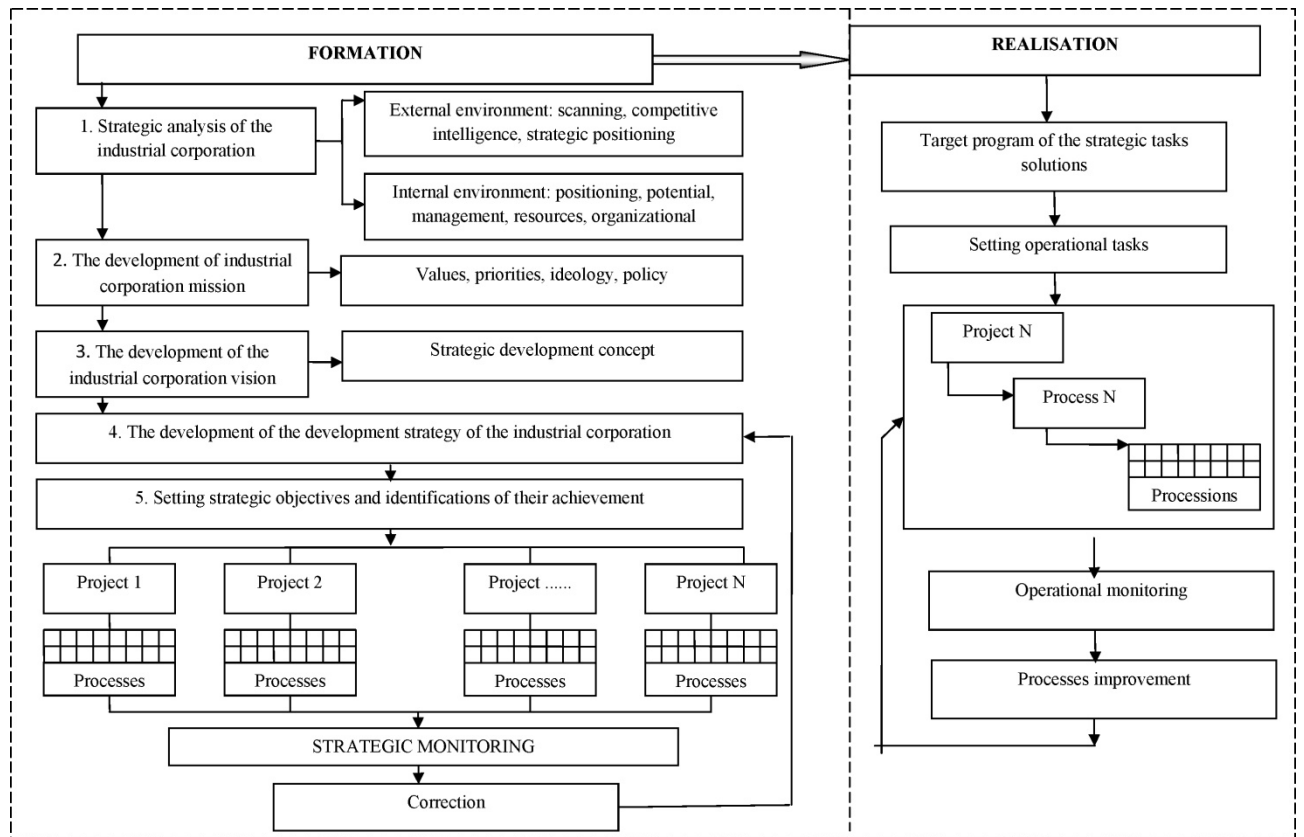 FORMATION
1. Strategic analysis of the
industrial corporation
External environment: scanning, competitive
intelligence, strategic positioning
Internal environment: positioning, potential,
management, resources, organizational
2. The development of industrial
corporation mission
Values, priorities, ideology, policy
3. The development of the
industrial corporation vision
Strategic development concept
4. The development of the development strategy of the industrial corporation
5. Setting strategic objectives and identifications of their achievement
Project 1
Project 2
Project ......
Project N
Processes
Processes
Processes
Processes
STRATEGIC MONITORING
Correction
REALISATION
Target program of the strategic tasks
solutions
Setting operational tasks
Project N
Process N
Processions
Operational monitoring
Processes improvement